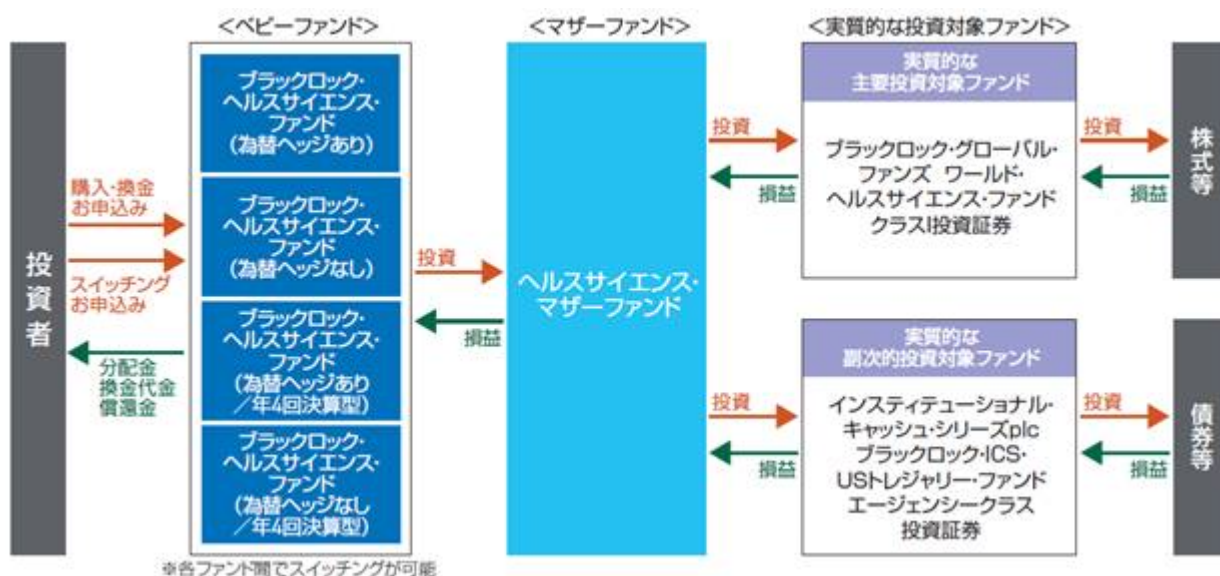 <ベビーファンド>
<マザーファンド>
<実質的な投資対象ファンド>
投資者
購入・換金
お申込み
スイッチング
お申込み
分配金
換金代金
償還金
ブラックロック・
ヘルスサイエンス・
ファンド
(為替ヘッジあり)
ブラックロック・
ヘルスサイエンス・
ファンド
(為替ヘッジなし)
ブラックロック・
ヘルスサイエンス・
ファンド
(為替ヘッジあり
/年4回決算型)
ブラックロック・
ヘルスサイエンス・
ファンド
(為替ヘッジなし
/年4回決算型)
※各ファンド間でスイッチングが可能
投資
損益
ヘルスサイエンス・
マザーファンド
投資
損益
実質的な
主要投資対象ファンド
ブラックロック・グローバル・
ファンズ ワールド・
ヘルスサイエンス・ファンド
クラスI投資証券
投資
損益
株式等
投資
損益
実質的な
副次的投資対象ファンド
インスティテューショナル・
キャッシュ・シリーズplc
ブラックロック・ICS・
USトレジャリー・ファンド
エージェンシークラス
投資証券
投資
損益
債券等